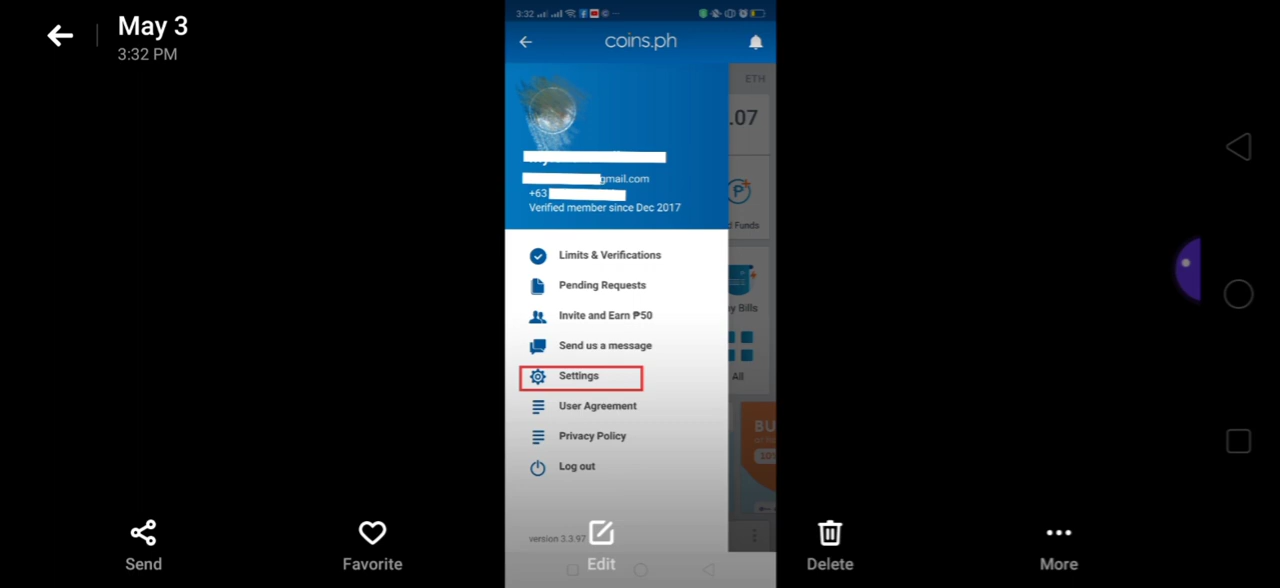 May 3
3:32 PM
3:32
coins.ph
ETH
.07
gmail.com
+63
Verified member since Dec 2017
d Funds
Limits & Verifications
Pending Requests
Invite and Earn ₱50
y Bills
Send us a message
Settings
All
User Agreement
BU
Privacy Policy
10%
Log out
version 3.3.97
Send
Favorite
Edit
Delete
More